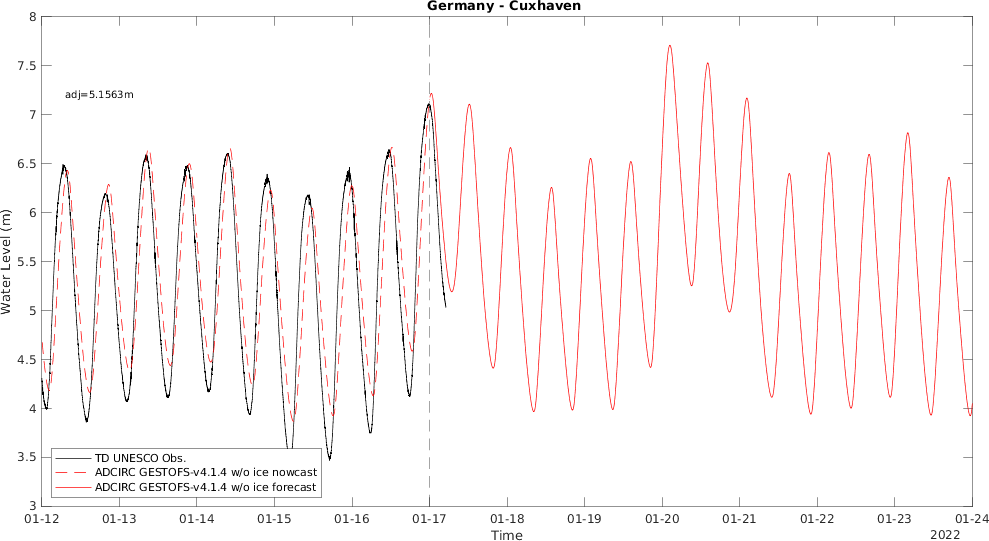 Germany - Cuxhaven
8
7.5
7
6.5
6
5.5
5
4.5
4
3.5
3
Water Level (m)
adj=5.1563m
TD UNESCO Obs.
ADCIRC GESTOFS-v4.1.4 w/o ice nowcast
ADCIRC GESTOFS-v4.1.4 w/o ice forecast
01-12 01-13 01-14 01-15 01-16 01-17 01-18 01-19 01-20 01-21 01-22 01-23 01-24
Time
2022